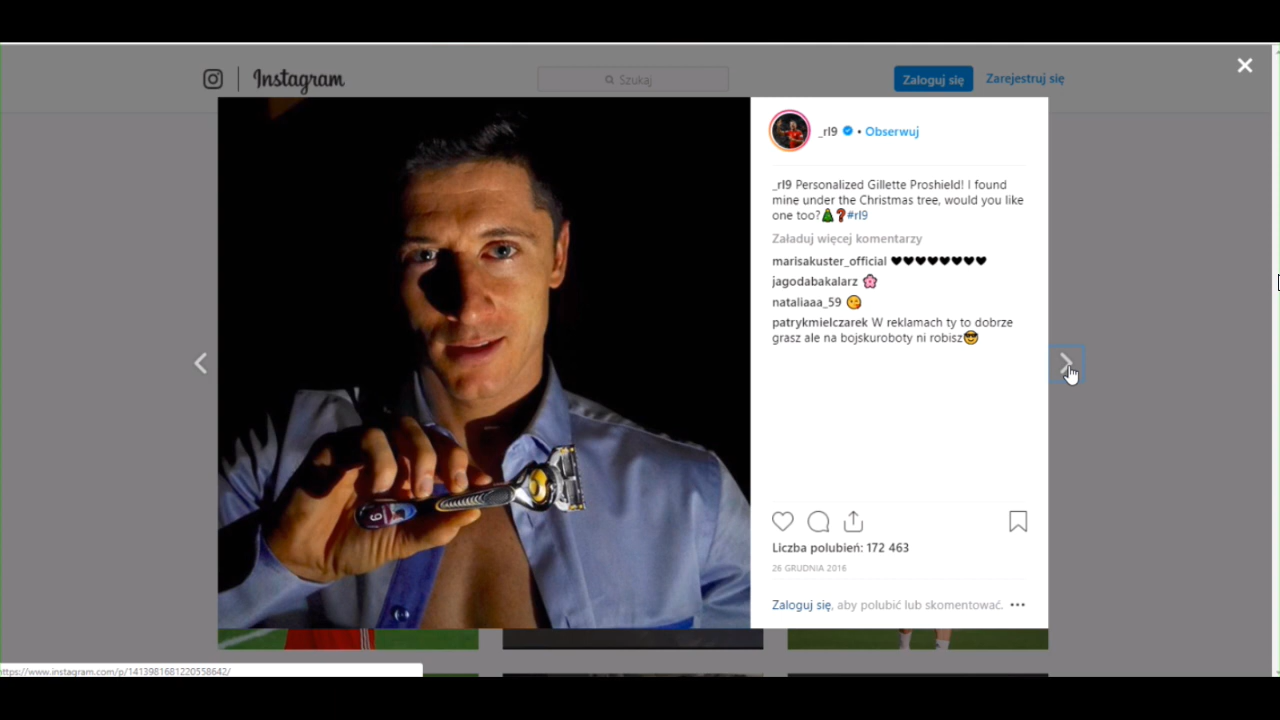 Instagram
Szukaj
Zaloguj się
Zarejestruj się
_rl9 • Obserwuj
_rl9 Personalized Gillette Proshield! I found
mine under the Christmas tree, would you like
one too?🎄❓#rl9
Załaduj więcej komentarzy
marisakuster_official ♥♥♥♥♥♥♥♥
jagodabakalarz 🌸
nataliaaa_59 😋
patrykmielczarek W reklamach ty to dobrze
grasz ale na bojskuroboty ni robisz😎
9
Liczba polubień: 172 463
26 GRUDNIA 2016
Zaloguj się, aby polubić lub skomentować.
https://www.instagram.com/p/1413981681220558642/